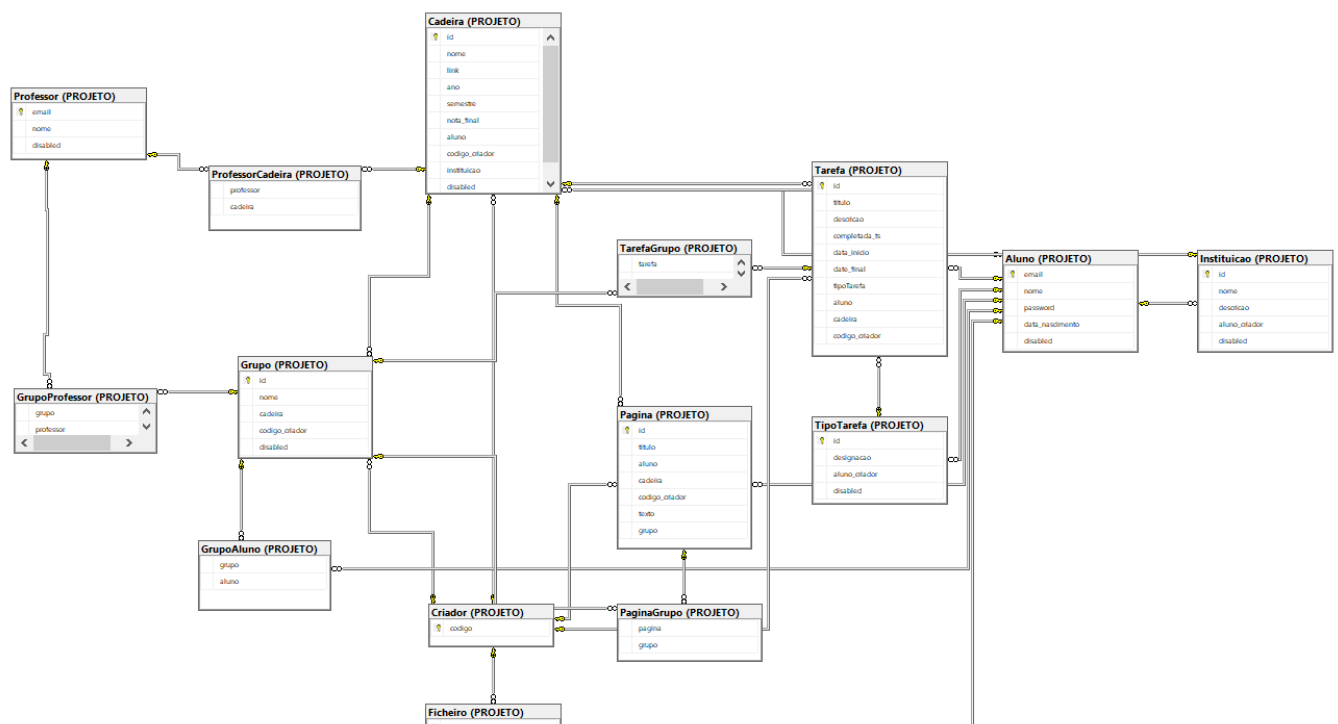 Cadeira (PROJETO)
id
nome
link
ano
semestre
nota_final
aluno
codigo_criador
instituicao
disabled
Professor (PROJETO)
email
nome
disabled
ProfessorCadeira (PROJETO)
professor
cadeira
Tarefa (PROJETO)
id
titulo
descricao
completada_ts
data_inicio
date_final
tipoTarefa
aluno
cadeira
codigo_criador
TarefaGrupo (PROJETO)
tarefa
Aluno (PROJETO)
email
nome
password
data_nascimento
disabled
Instituicao (PROJETO)
id
nome
descricao
aluno_criador
disabled
Grupo (PROJETO)
id
nome
cadeira
codigo_criador
disabled
GrupoProfessor (PROJETO)
grupo
professor
Pagina (PROJETO)
id
titulo
aluno
cadeira
codigo_criador
texto
grupo
TipoTarefa (PROJETO)
id
designacao
aluno_criador
disabled
GrupoAluno (PROJETO)
grupo
aluno
Criador (PROJETO)
codigo
PaginaGrupo (PROJETO)
pagina
grupo
Ficheiro (PROJETO)